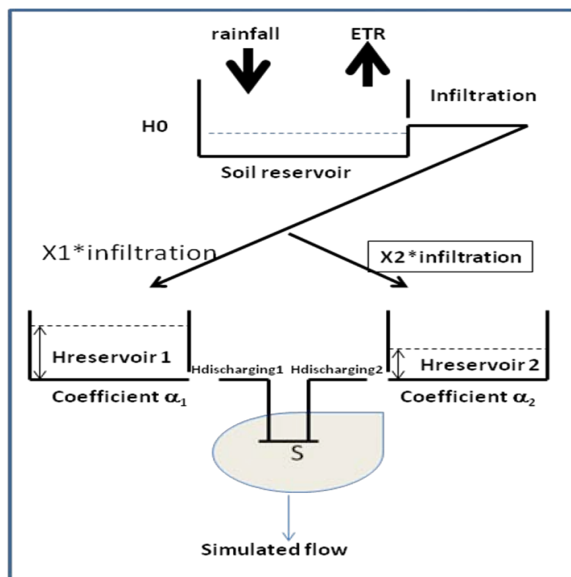 rainfall
ETR
Infiltration
H0
Soil reservoir
X1*infiltration
X2*infiltration
Hreservoir 1
Hdischarging1
Hdischarging2
Hreservoir 2
Coefficient α₁
Coefficient α₂
S
Simulated flow